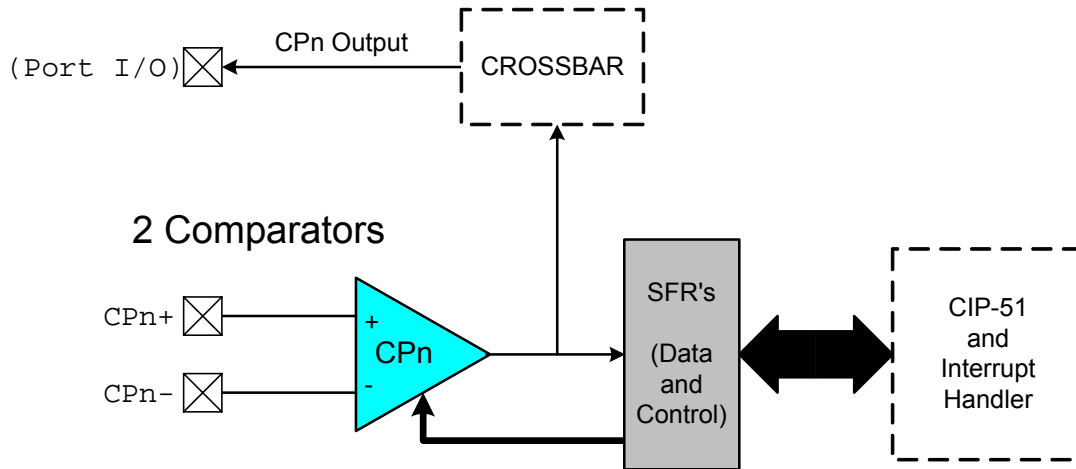 CPn Output
(Port I/O)
CROSSBAR
2 Comparators
CPn+
+
CPn
CPn-
-
SFR's
(Data
and
Control)
CIP-51
and
Interrupt
Handler